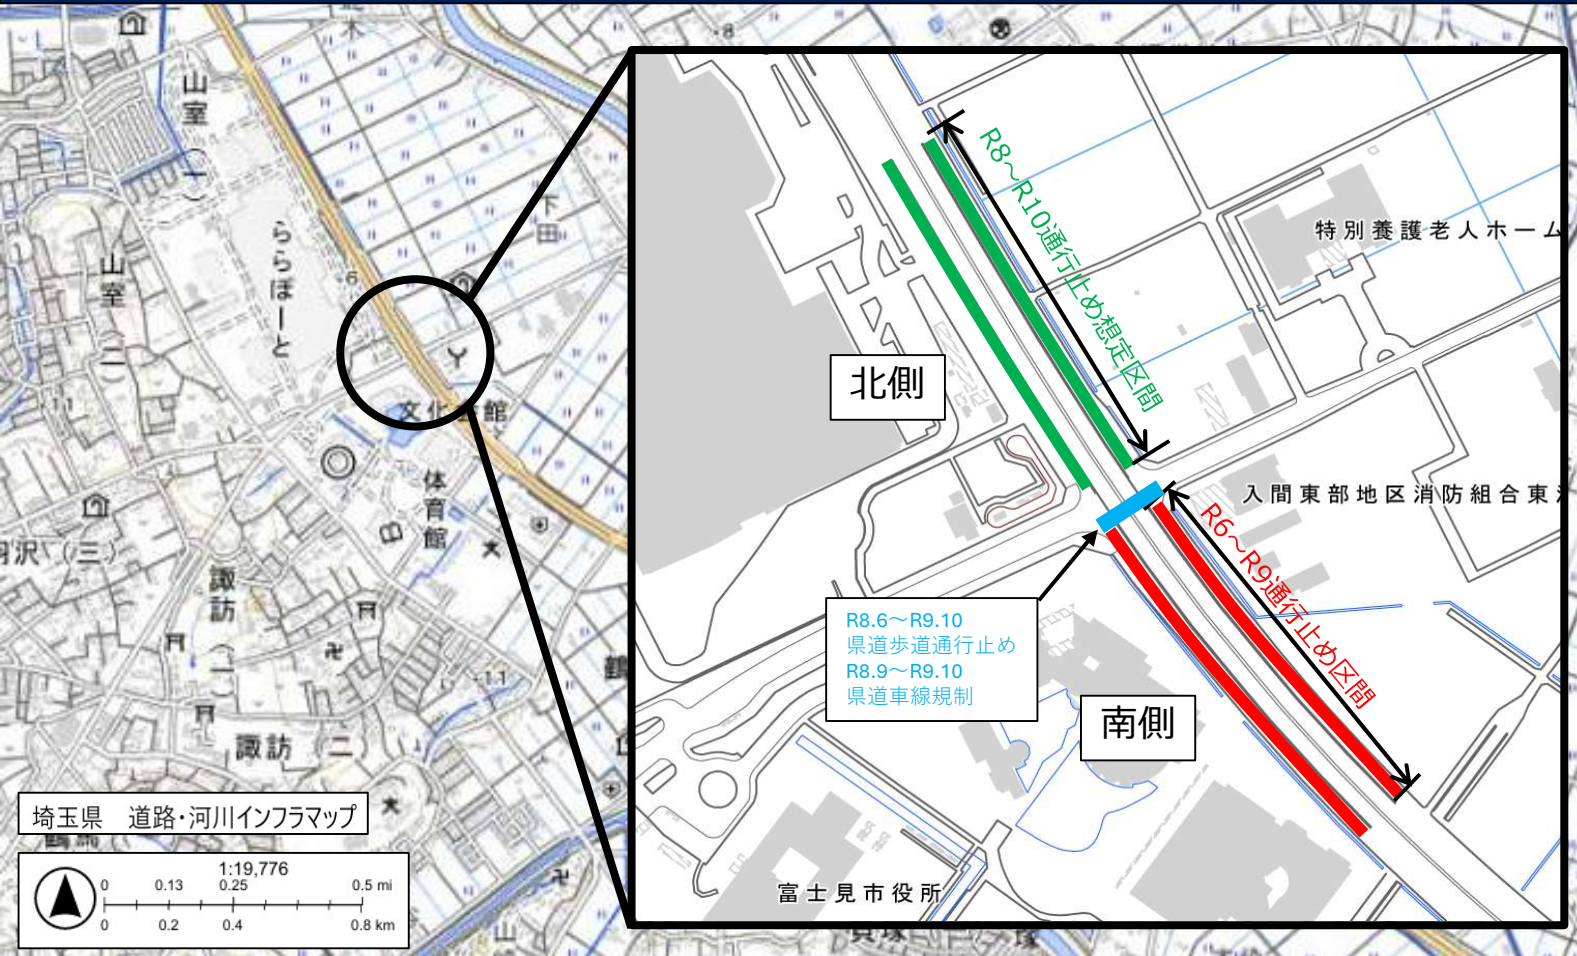 山室(一)
山室(二)
ららぽーと
下田
文化会館
体育館
諏訪(一)
諏訪(二)
北側
南側
R8～R10通行止め想定区間
R6～R9通行止め区間
特別養護老人ホーム
入間東部地区消防組合東
R8.6～R9.10
県道歩道通行止め
R8.9～R9.10
県道車線規制
富士見市役所
埼玉県 道路・河川インフラマップ
1:19,776
0 0.13 0.25 0.5 mi
0 0.2 0.4 0.8 km